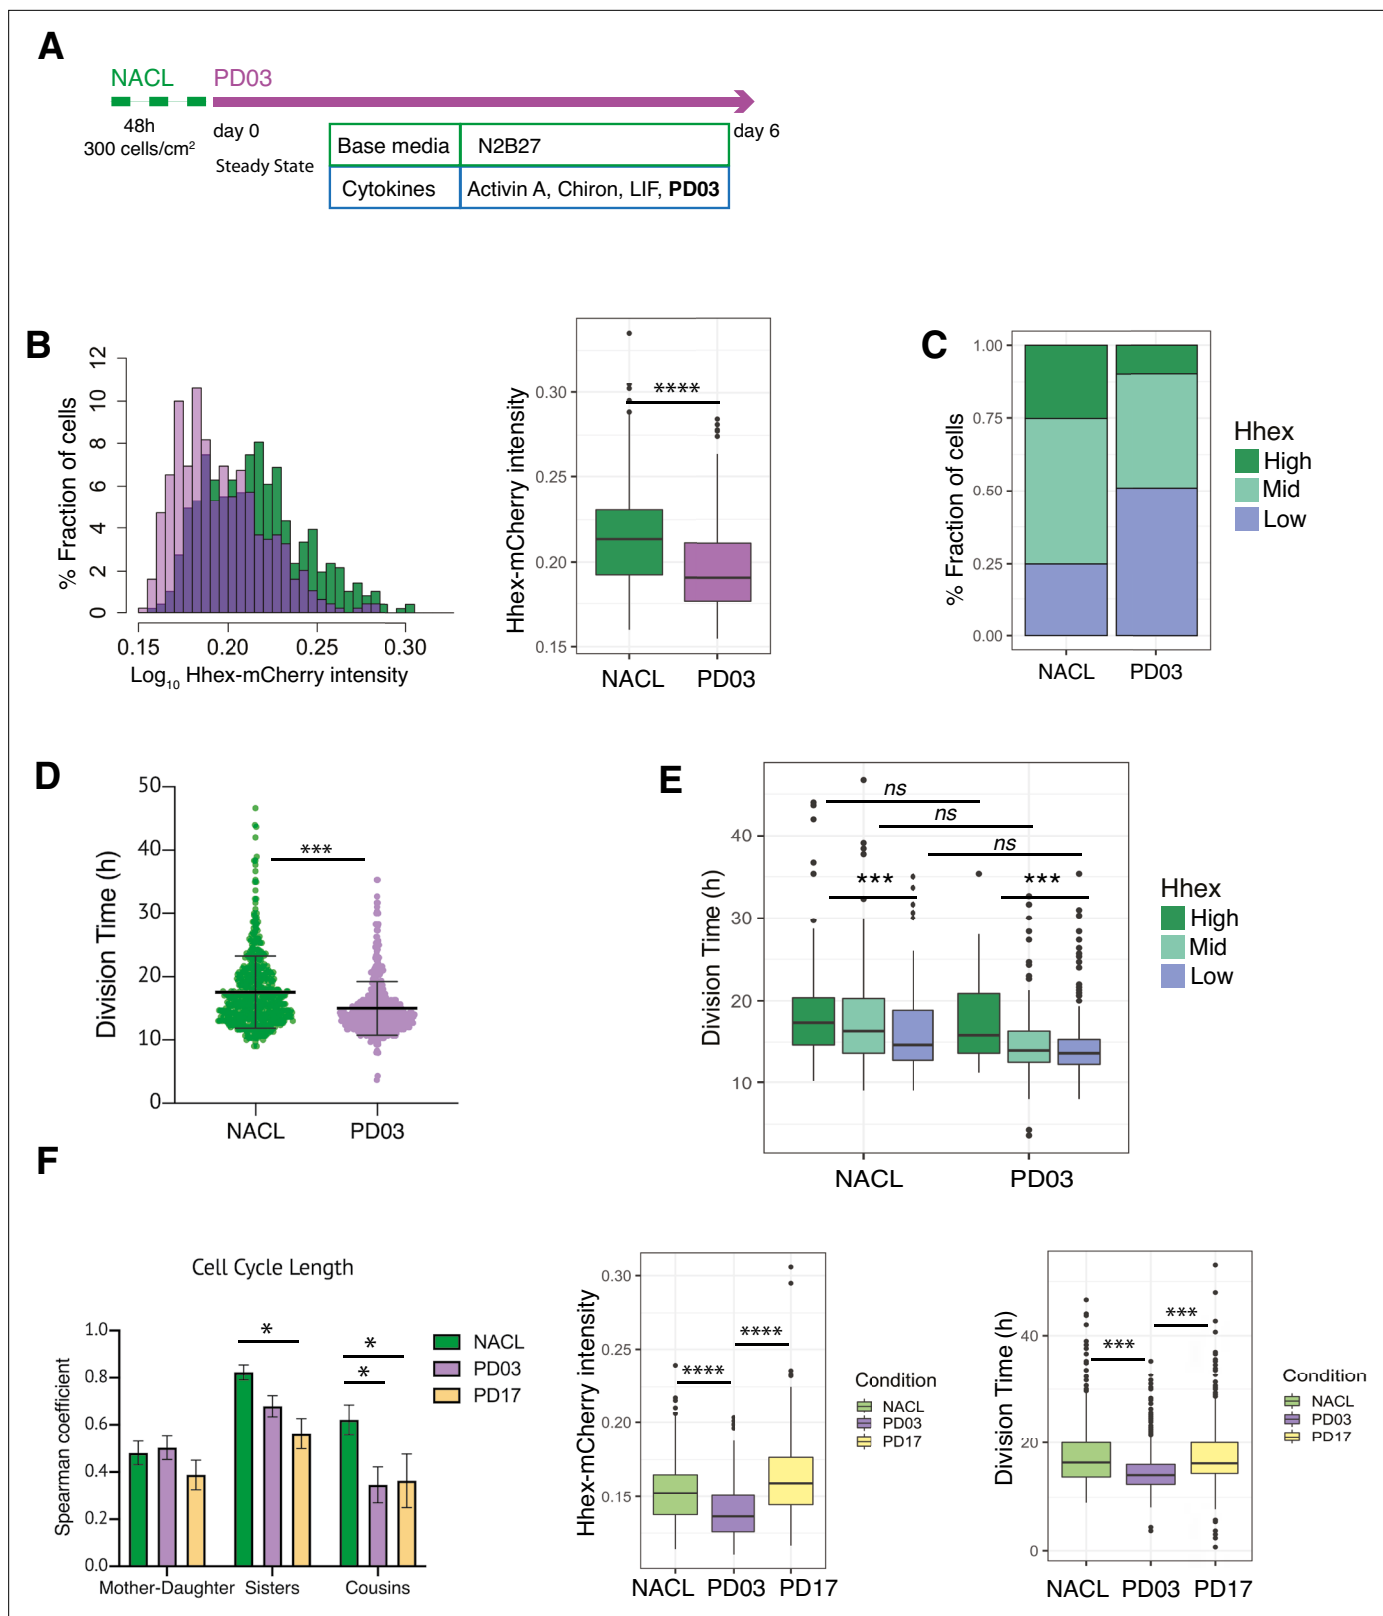 A
NACL PD03
48h
300 cells/cm²
day 0
day 6
Steady State
Base media N2B27
Cytokines Activin A, Chiron, LIF, PD03
B
% Fraction of cells
12
10
8
6
4
2
0
0.15 0.20 0.25 0.30
Log₁₀ Hhex-mCherry intensity
Hhex-mCherry intensity
0.30
0.25
0.20
0.15
****
NACL PD03
C
% Fraction of cells
1.00
0.75
0.50
0.25
0.00
NACL PD03
Hhex
High
Mid
Low
D
Division Time (h)
50
40
30
20
10
0
***
NACL PD03
E
Division Time (h)
40
30
20
10
ns
ns
ns
*** ***
NACL PD03
Hhex
High
Mid
Low
F
Cell Cycle Length
Spearman coefficient
1.0
0.8
0.6
0.4
0.2
0.0
*
*
*
Mother-Daughter Sisters Cousins
NACL
PD03
PD17
Hhex-mCherry intensity
0.30
0.25
0.20
0.15
****
****
NACL PD03 PD17
Condition
NACL
PD03
PD17
Division Time (h)
40
20
0
***
***
NACL PD03 PD17
Condition
NACL
PD03
PD17